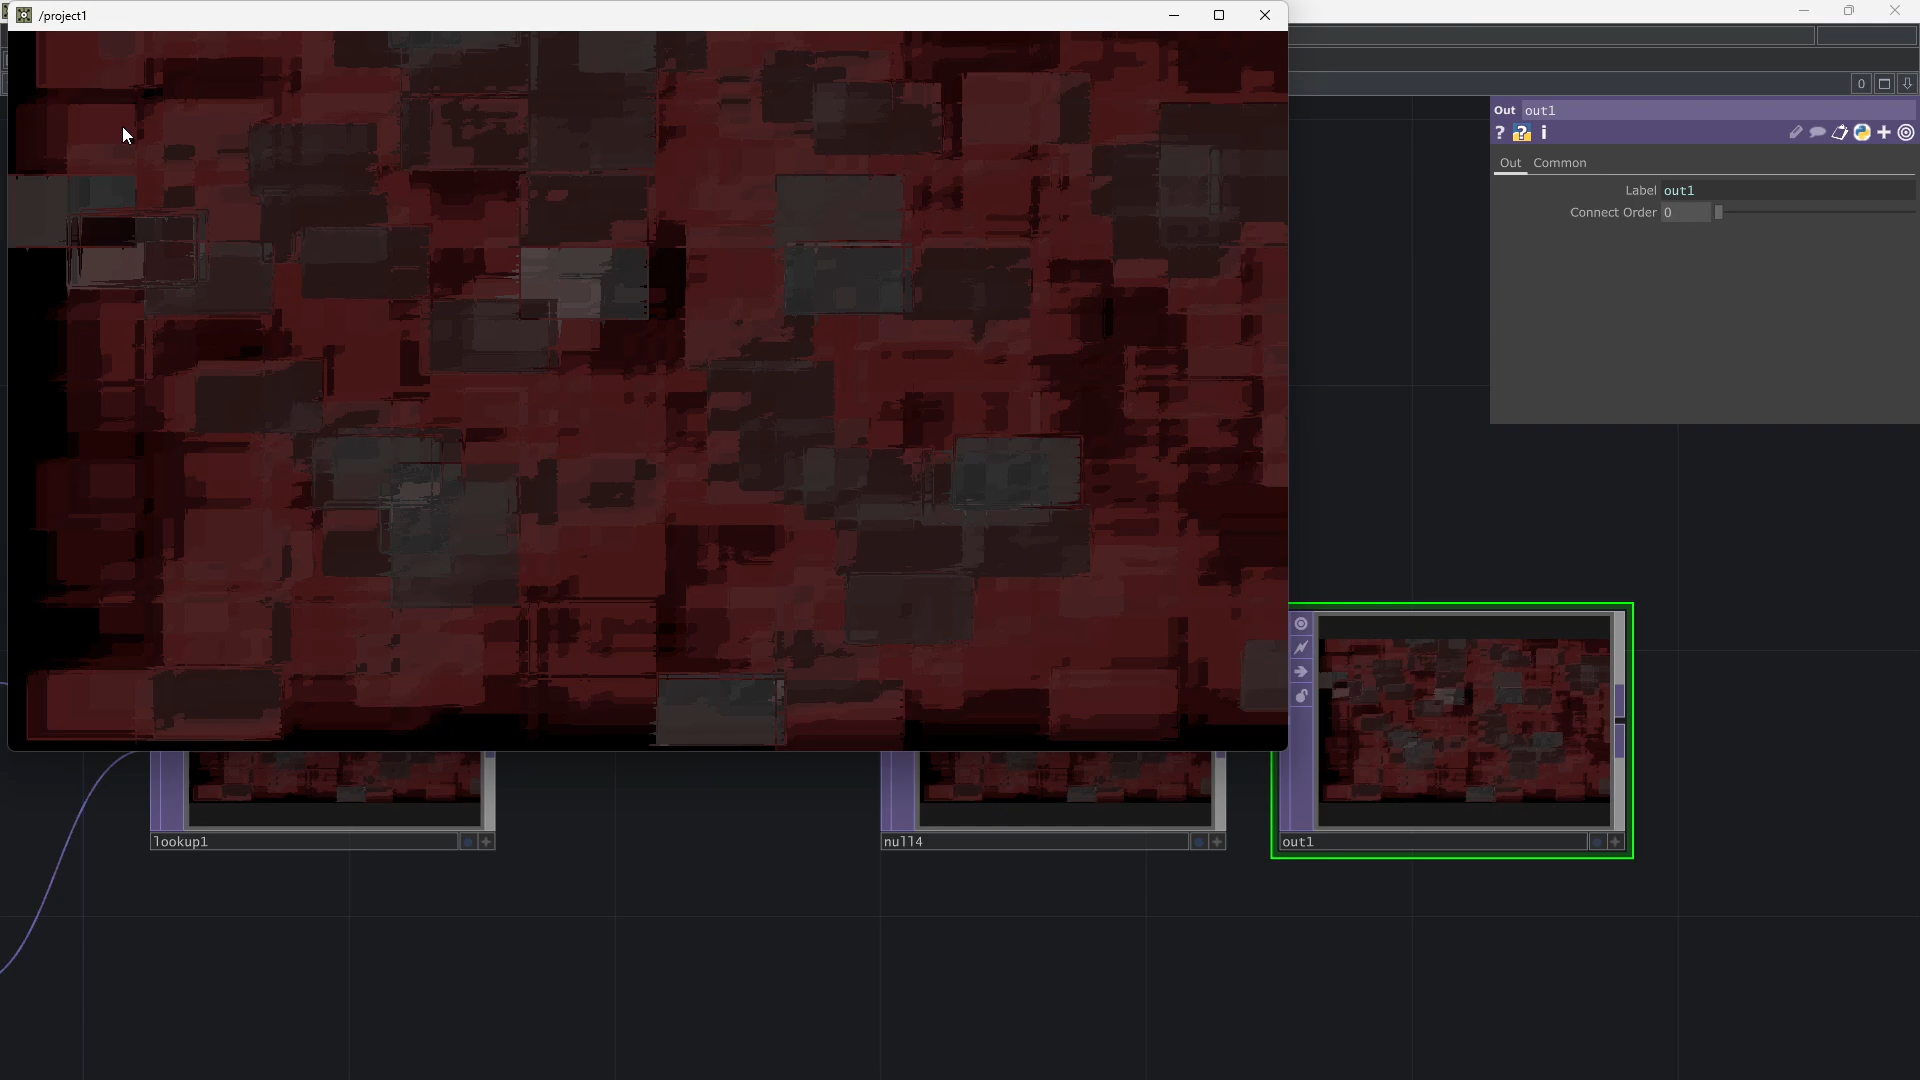 /project1
0
Out out1
? ? i
Out Common
Label out1
Connect Order 0
lookup1
null4
out1